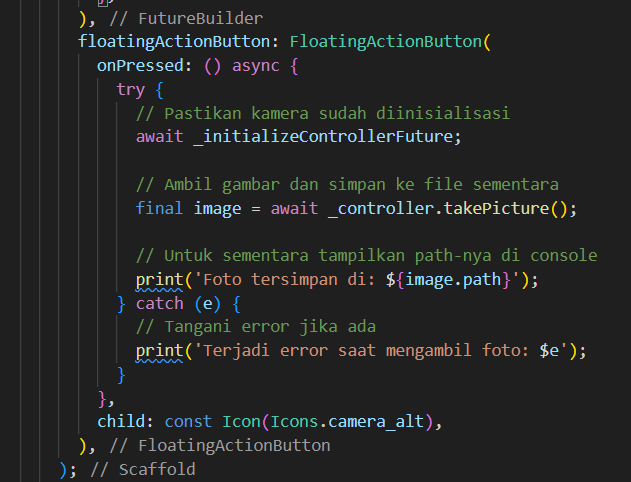 },
), // FutureBuilder
floatingActionButton: FloatingActionButton(
onPressed: () async {
try {
// Pastikan kamera sudah diinisialisasi
await _initializeControllerFuture;
// Ambil gambar dan simpan ke file sementara
final image = await _controller.takePicture();
// Untuk sementara tampilkan path-nya di console
print('Foto tersimpan di: ${image.path}');
} catch (e) {
// Tangani error jika ada
print('Terjadi error saat mengambil foto: $e');
}
},
child: const Icon(Icons.camera_alt),
), // FloatingActionButton
); // Scaffold